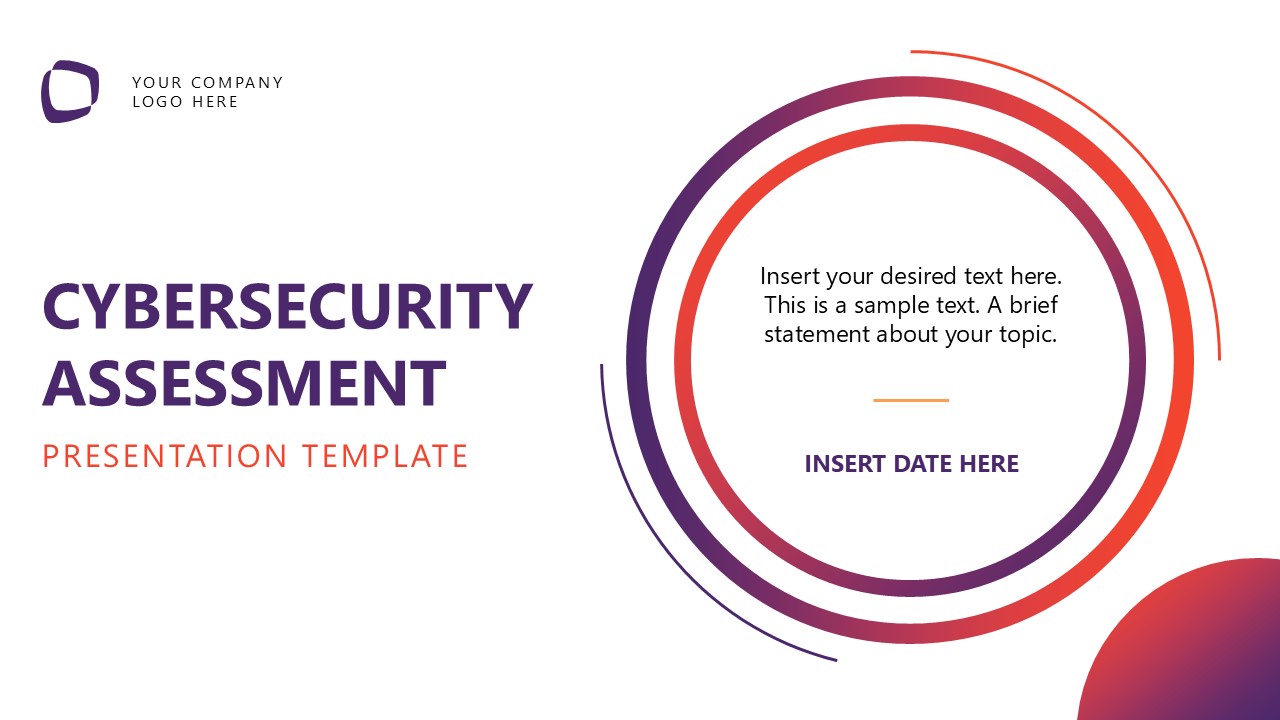 YOUR COMPANY
LOGO HERE
CYBERSECURITY
ASSESSMENT
PRESENTATION TEMPLATE
Insert your desired text here.
This is a sample text. A brief
statement about your topic.
INSERT DATE HERE